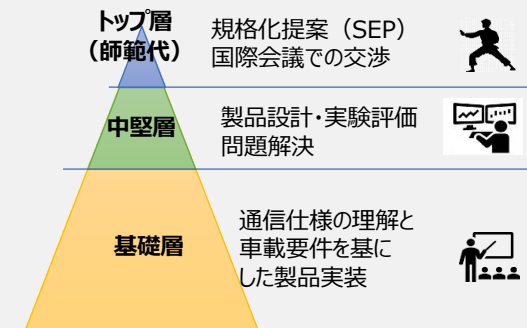 トップ層
（師範代）
規格化提案（SEP）
国際会議での交渉
中堅層
製品設計・実験評価
問題解決
基礎層
通信仕様の理解と
車載要件を基に
した製品実装